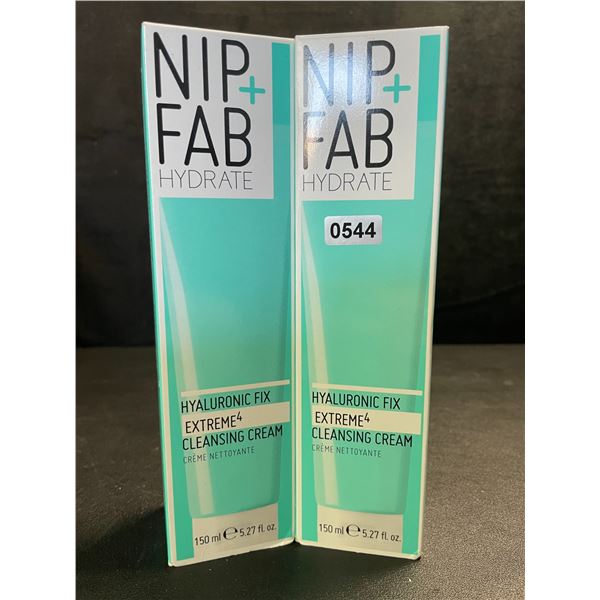 NIP+
FAB
HYDRATE
HYALURONIC FIX
EXTREME⁴
CLEANSING CREAM
CRÈME NETTOYANTE
150 ml ℮ 5.27 fl. oz.
NIP+
FAB
HYDRATE
0544
HYALURONIC FIX
EXTREME⁴
CLEANSING CREAM
CRÈME NETTOYANTE
150 ml ℮ 5.27 fl. oz.